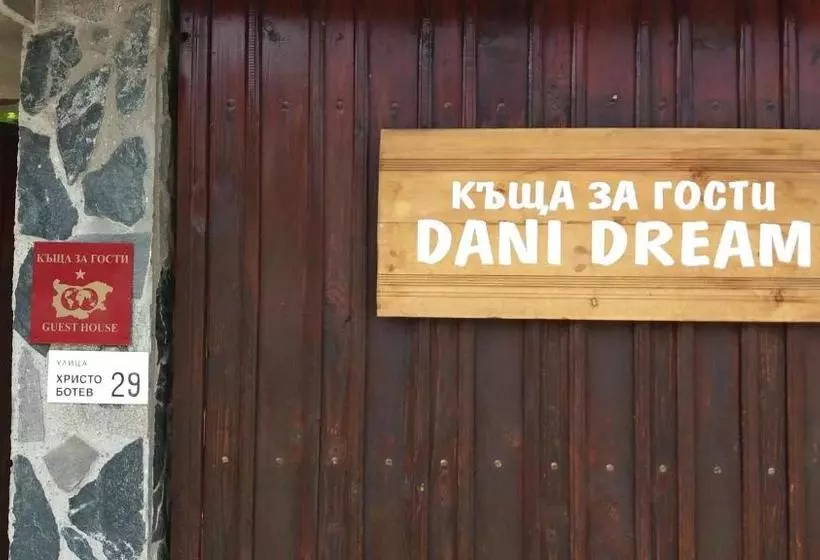 КЪЩА ЗА ГОСТИ
DANI DREAM
КЪЩА ЗА ГОСТИ
GUEST HOUSE
УЛИЦА
ХРИСТО
БОТЕВ 29